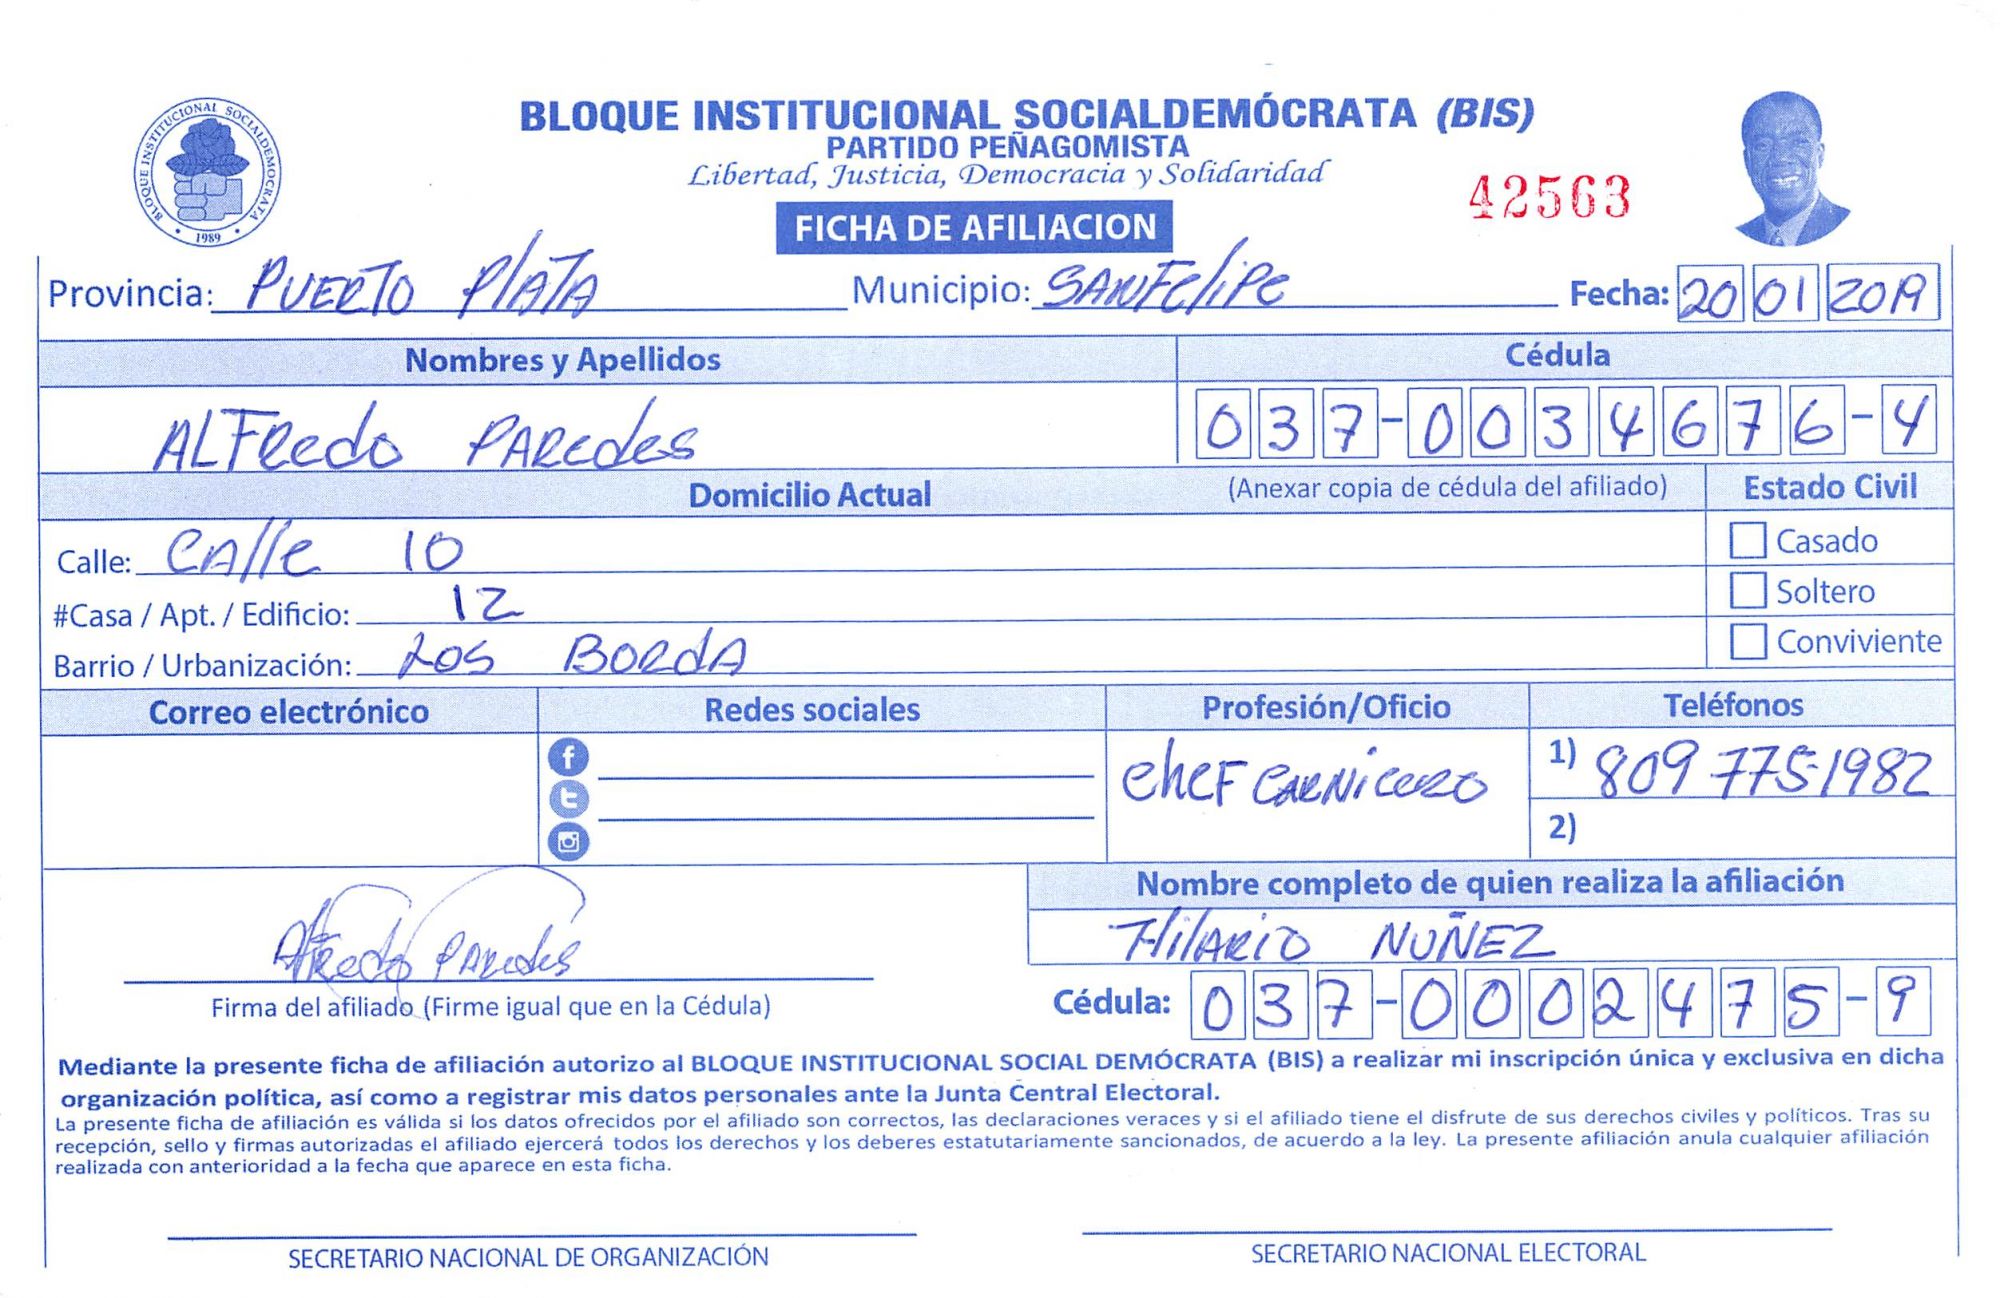 BLOQUE INSTITUCIONAL SOCIALDEMÓCRATA (BIS)
PARTIDO PEÑAGOMISTA
Libertad, Justicia, Democracia y Solidaridad
42563
BLOQUE INSTITUCIONAL SOCIALDEMOCRATA
• 1989 •
FICHA DE AFILIACION
Provincia: PUERTO PlATA Municipio: SANFelipe Fecha: 20 01 2019
Nombres y Apellidos Cédula
ALFRedo PARedes 037-0034676-4
Domicilio Actual (Anexar copia de cédula del afiliado) Estado Civil
Calle: CAlle 10 Casado
#Casa / Apt. / Edificio: 12 Soltero
Barrio / Urbanización: LOS BORdA Conviviente
Correo electrónico Redes sociales Profesión/Oficio Teléfonos
cheF CARNicero 1) 809 775-1982
2)
Nombre completo de quien realiza la afiliación
HilARiO NUÑEZ
Alfredo PAredes
Firma del afiliado (Firme igual que en la Cédula) Cédula: 037-0002475-9
Mediante la presente ficha de afiliación autorizo al BLOQUE INSTITUCIONAL SOCIAL DEMÓCRATA (BIS) a realizar mi inscripción única y exclusiva en dicha
organización política, así como a registrar mis datos personales ante la Junta Central Electoral.
La presente ficha de afiliación es válida si los datos ofrecidos por el afiliado son correctos, las declaraciones veraces y si el afiliado tiene el disfrute de sus derechos civiles y políticos. Tras su
recepción, sello y firmas autorizadas el afiliado ejercerá todos los derechos y los deberes estatutariamente sancionados, de acuerdo a la ley. La presente afiliación anula cualquier afiliación
realizada con anterioridad a la fecha que aparece en esta ficha.
SECRETARIO NACIONAL DE ORGANIZACIÓN SECRETARIO NACIONAL ELECTORAL